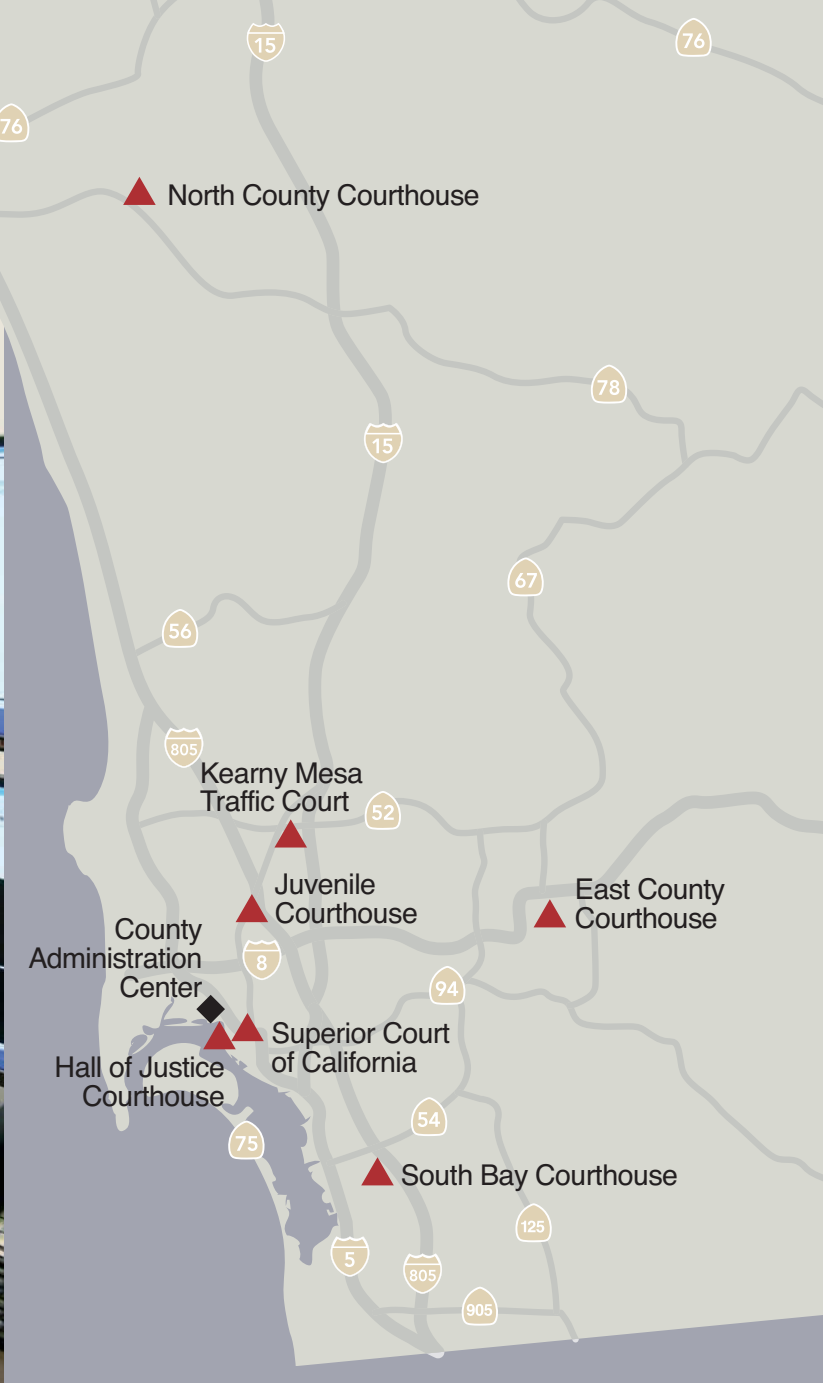 15
76
76
North County Courthouse
78
15
67
56
805
Kearny Mesa
Traffic Court
52
Juvenile
Courthouse
East County
Courthouse
County
Administration
Center
8
94
Superior Court
of California
Hall of Justice
Courthouse
54
75
South Bay Courthouse
125
5
805
905